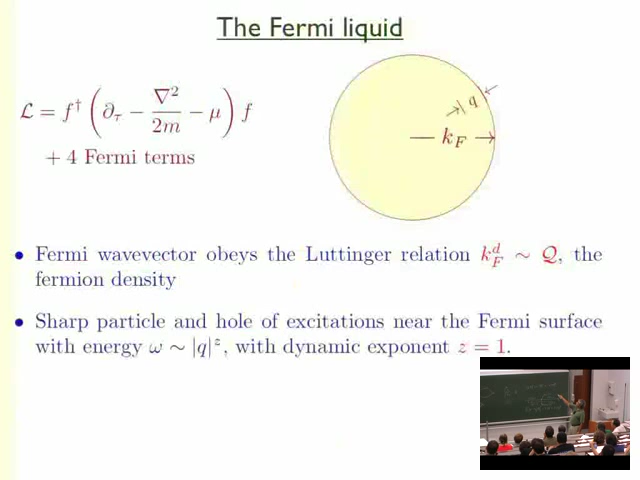 The Fermi liquid
ℒ = f† (∂τ − ∇²/2m − μ) f
+ 4 Fermi terms
→| q ←
— k_F →
• Fermi wavevector obeys the Luttinger relation k_F^d ∼ 𝒬, the
fermion density
• Sharp particle and hole of excitations near the Fermi surface
with energy ω ∼ |q|^z, with dynamic exponent z = 1.